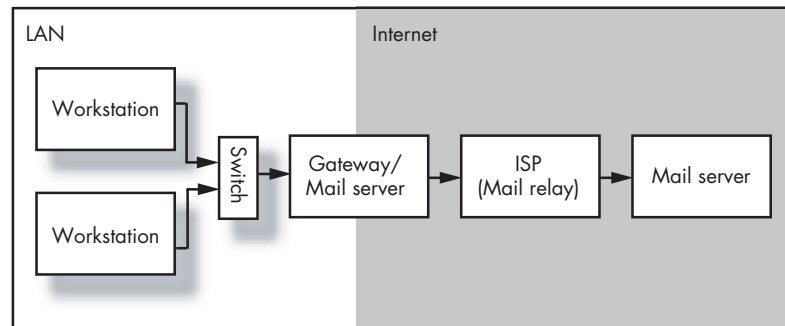 LAN
Internet
Workstation
Workstation
Switch
Gateway/
Mail server
ISP
(Mail relay)
Mail server